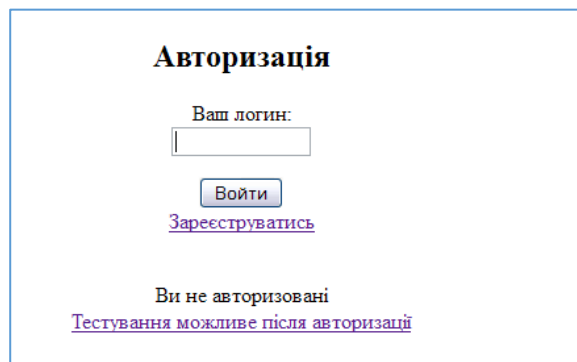 Авторизація
Ваш логин:
Войти
Зареєструватись
Ви не авторизовані
Тестування можливе після авторизації